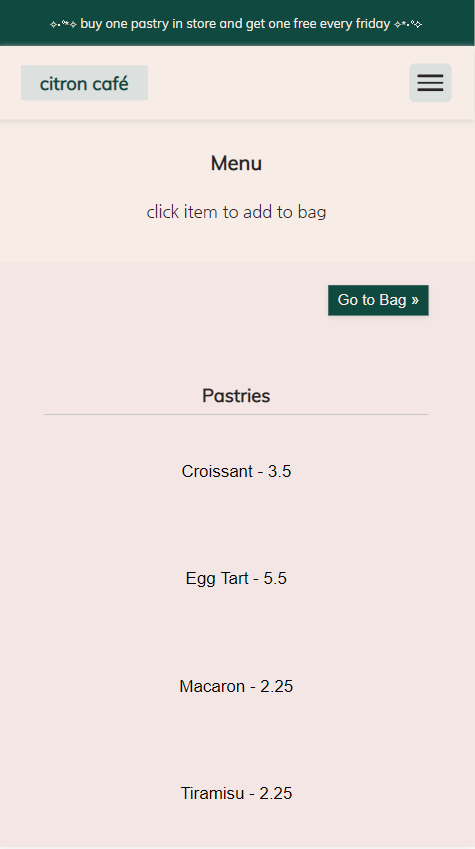 ⟡˖°*⟡ buy one pastry in store and get one free every friday ⟡*˖°⟡
citron café
Menu
click item to add to bag
Go to Bag »
Pastries
Croissant - 3.5
Egg Tart - 5.5
Macaron - 2.25
Tiramisu - 2.25